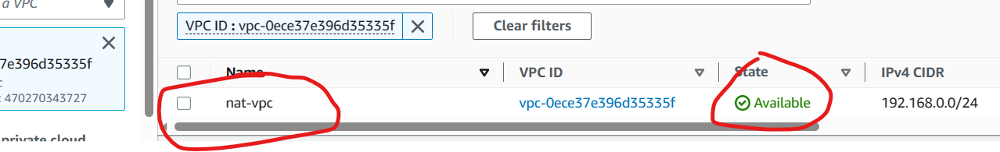 a VPC
VPC ID : vpc-0ece37e396d35335f
Clear filters
7e396d35335f
: 470270343727
Name
VPC ID
State
IPv4 CIDR
nat-vpc
vpc-0ece37e396d35335f
Available
192.168.0.0/24
private cloud